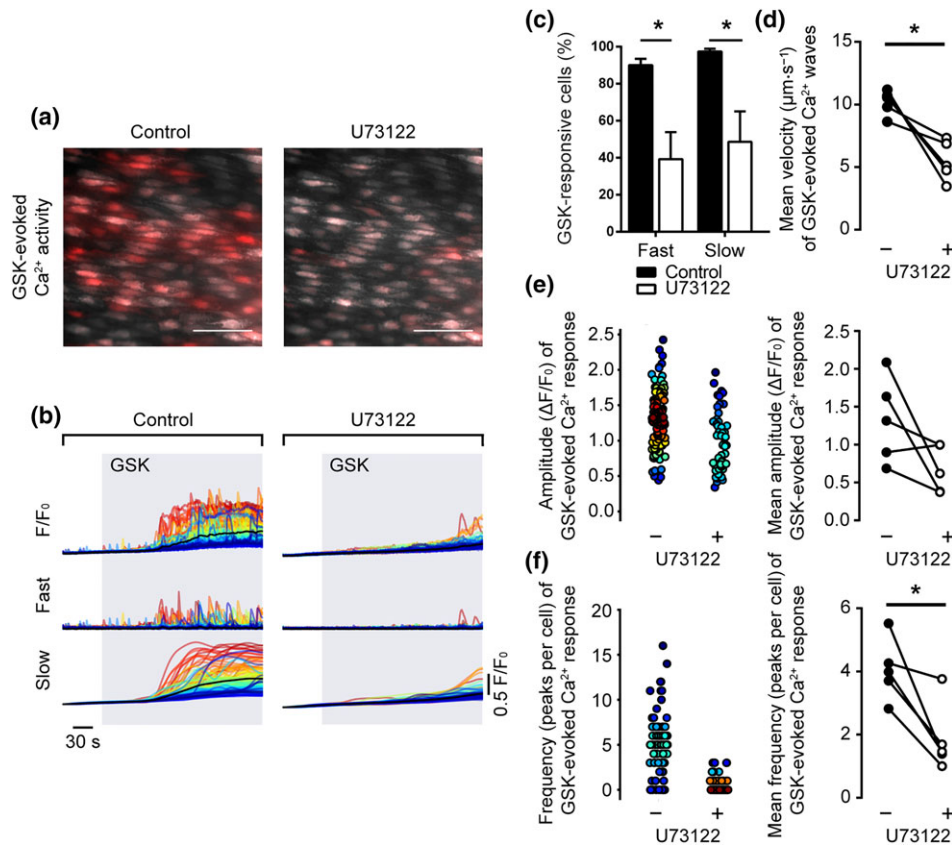 (a)
Control
U73122
GSK-evoked
Ca²⁺ activity
(b)
Control
U73122
GSK
GSK
F/F₀
Fast
Slow
0.5 F/F₀
30 s
(c)
GSK-responsive cells (%)
100
80
60
40
20
0
*
*
Fast
Slow
Control
U73122
(d)
Mean velocity (µm·s⁻¹)
of GSK-evoked Ca²⁺ waves
15
10
5
0
*
−
+
U73122
(e)
Amplitude (ΔF/F₀) of
GSK-evoked Ca²⁺ response
2.5
2.0
1.5
1.0
0.5
0.0
−
+
U73122
Mean amplitude (ΔF/F₀) of
GSK-evoked Ca²⁺ response
2.5
2.0
1.5
1.0
0.5
0.0
−
+
U73122
(f)
Frequency (peaks per cell) of
GSK-evoked Ca²⁺ response
20
15
10
5
0
−
+
U73122
Mean frequency (peaks per cell) of
GSK-evoked Ca²⁺ response
6
4
2
0
*
−
+
U73122